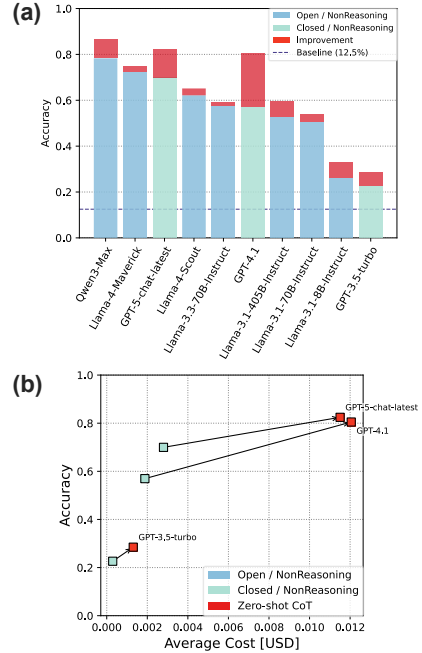 (a)
Open / NonReasoning
Closed / NonReasoning
Improvement
Baseline (12.5%)
1.0
0.8
0.6
0.4
0.2
0.0
Accuracy
Qwen3-Max
Llama-4-Maverick
GPT-5-chat-latest
Llama-4-Scout
Llama-3.3-70B-Instruct
GPT-4.1
Llama-3.1-405B-Instruct
Llama-3.1-70B-Instruct
Llama-3.1-8B-Instruct
GPT-3.5-turbo
(b)
1.0
0.8
0.6
0.4
0.2
0.0
Accuracy
GPT-5-chat-latest
GPT-4.1
GPT-3.5-turbo
Open / NonReasoning
Closed / NonReasoning
Zero-shot CoT
0.000 0.002 0.004 0.006 0.008 0.010 0.012
Average Cost [USD]